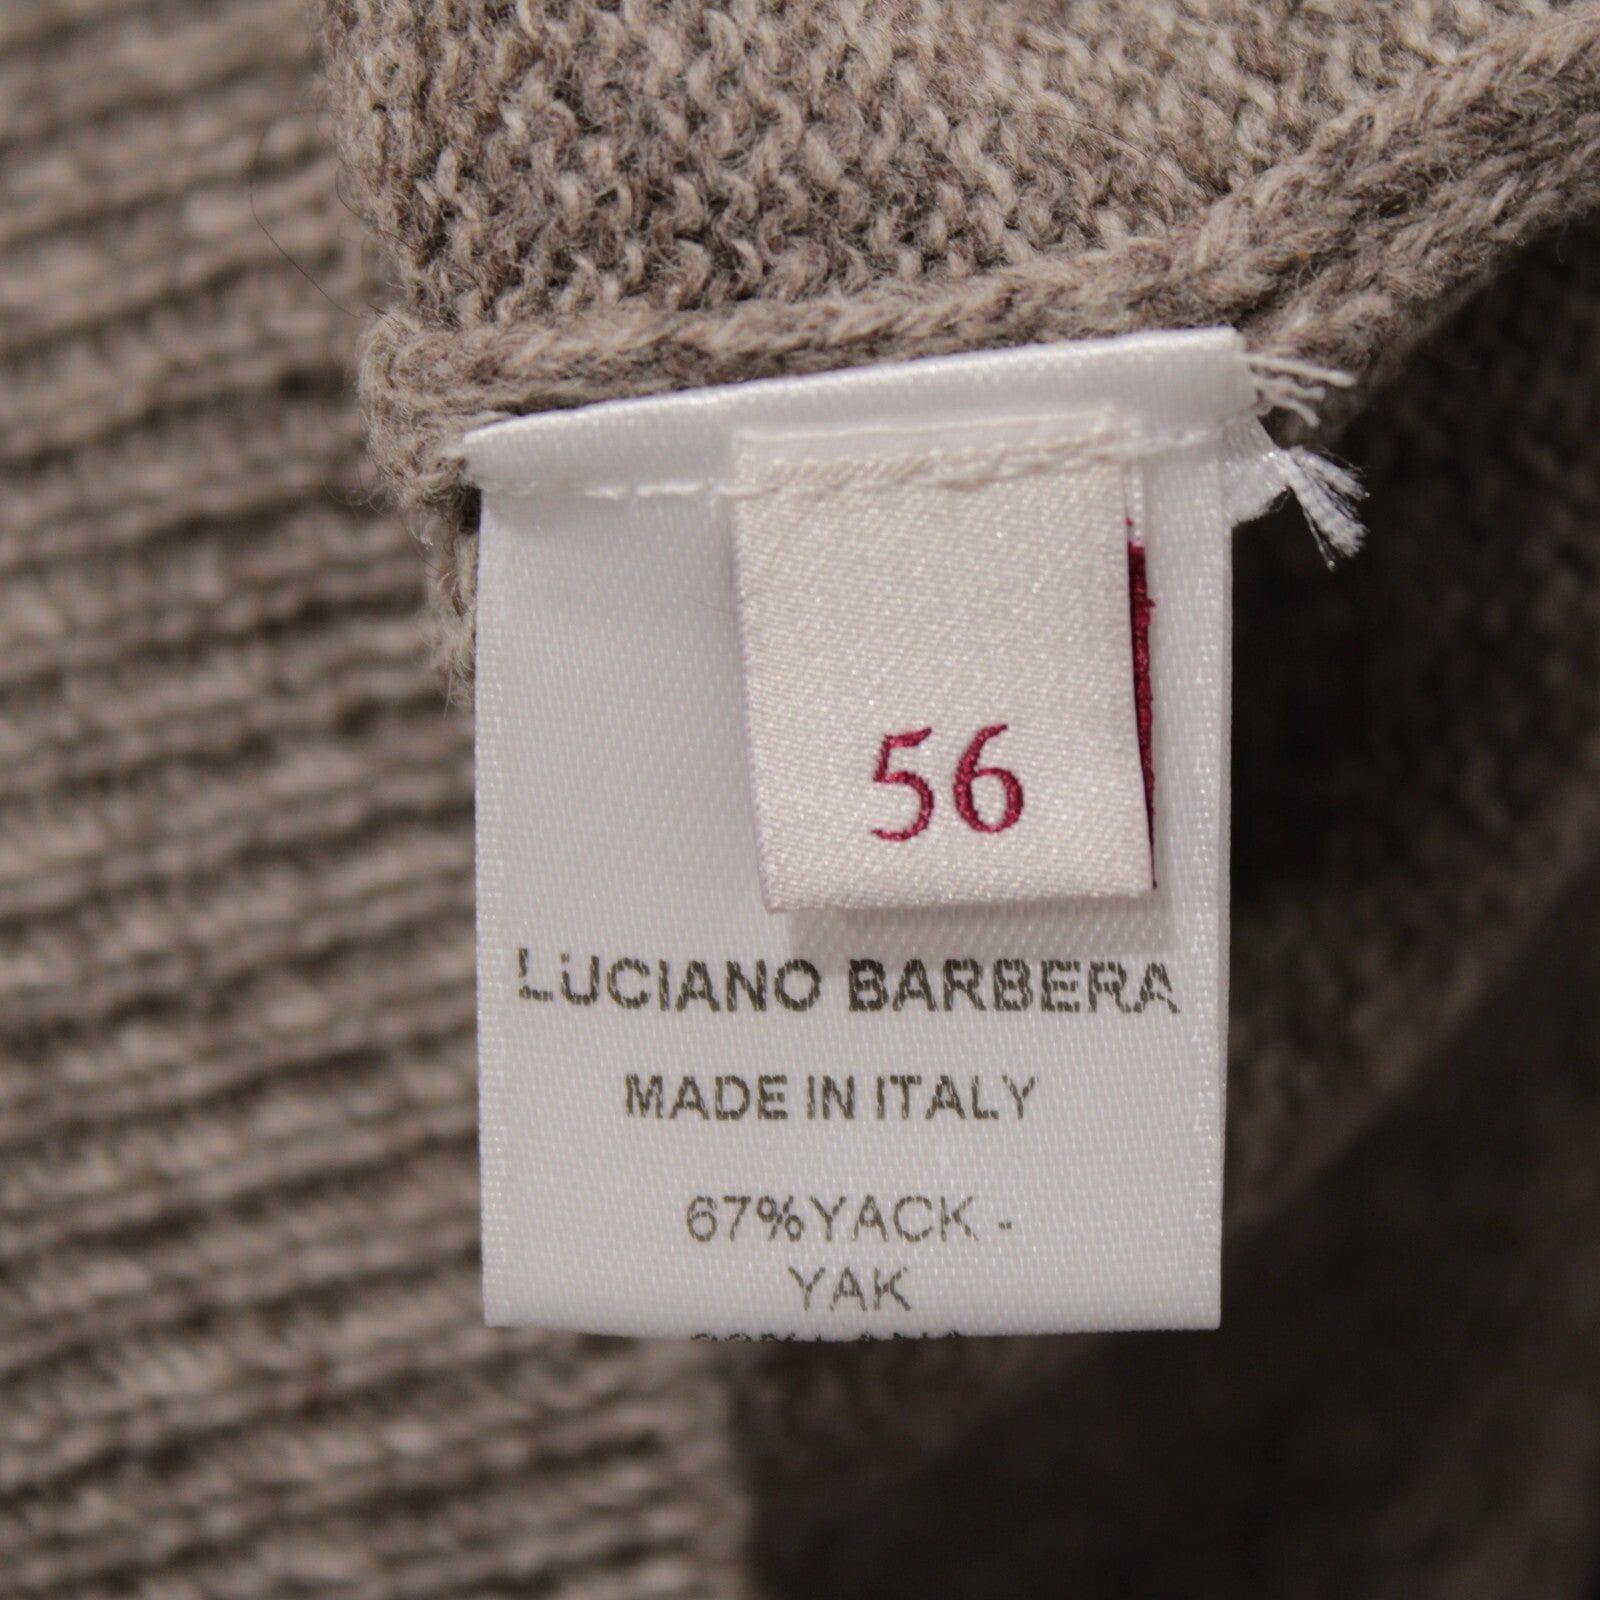 56
LUCIANO BARBERA
MADE IN ITALY
67%YACK -
YAK